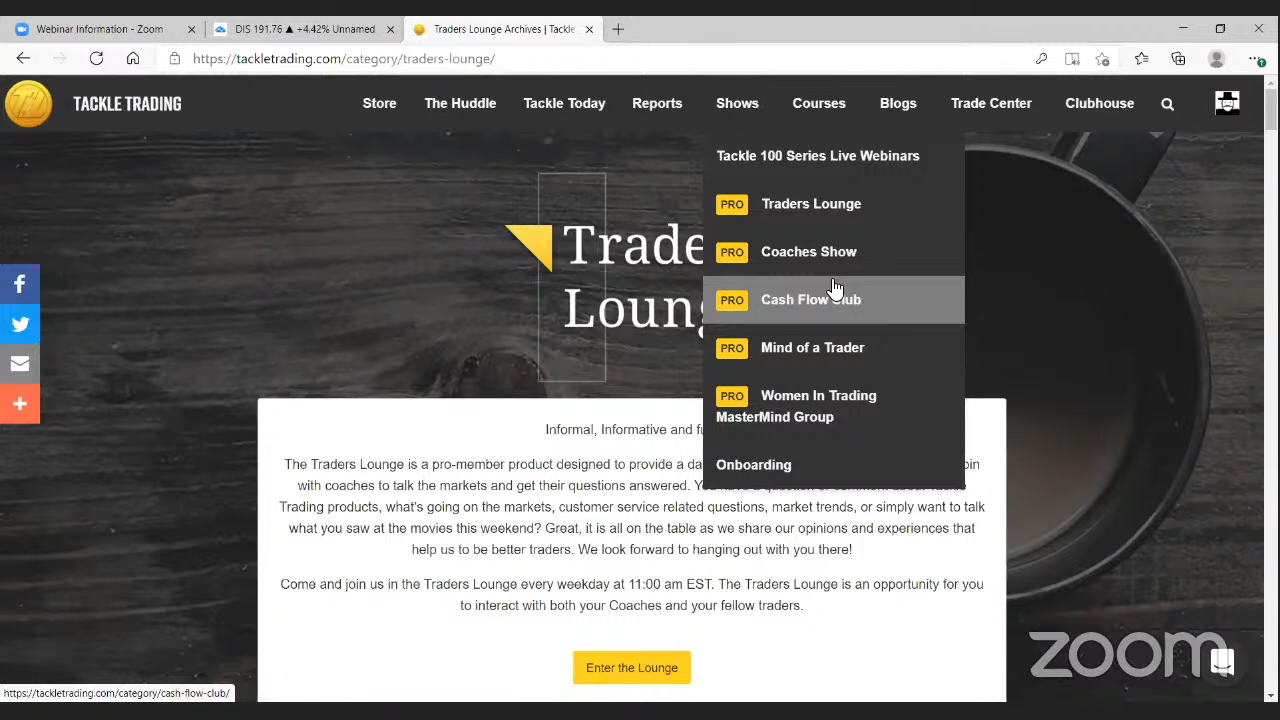 Webinar Information - Zoom
DIS 191.76 ▲ +4.42% Unnamed
Traders Lounge Archives | Tackle
https://tackletrading.com/category/traders-lounge/
TACKLE TRADING
Store
The Huddle
Tackle Today
Reports
Shows
Courses
Blogs
Trade Center
Clubhouse
Tackle 100 Series Live Webinars
PRO Traders Lounge
PRO Coaches Show
PRO Cash Flow Club
PRO Mind of a Trader
PRO Women In Trading
MasterMind Group
Onboarding
Trade
Loung
Informal, Informative and fu
The Traders Lounge is a pro-member product designed to provide a da
oin
with coaches to talk the markets and get their questions answered.
Trading products, what's going on the markets, customer service related questions, market trends, or simply want to talk
what you saw at the movies this weekend? Great, it is all on the table as we share our opinions and experiences that
help us to be better traders. We look forward to hanging out with you there!
Come and join us in the Traders Lounge every weekday at 11:00 am EST. The Traders Lounge is an opportunity for you
to interact with both your Coaches and your fellow traders.
Enter the Lounge
zoom
https://tackletrading.com/category/cash-flow-club/